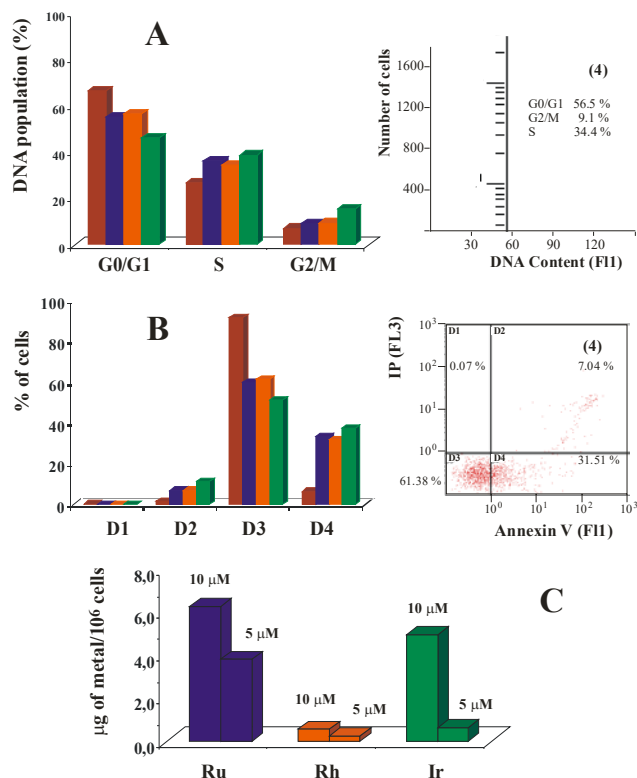 A
DNA population (%)
100
80
60
40
20
0
G0/G1 S G2/M
Number of cells
1600
1200
800
400
(4)
G0/G1 56.5 %
G2/M 9.1 %
S 34.4 %
30 60 90 120
DNA Content (Fl1)
B
% of cells
100
80
60
40
20
0
D1 D2 D3 D4
IP (FL3)
10³
10²
10¹
10⁰
D1 D2
(4)
0.07 % 7.04 %
D3 D4
31.51 %
61.38 %
10⁰ 10¹ 10² 10³
Annexin V (Fl1)
C
µg of metal/10⁶ cells
8,0
6,0
4,0
2,0
0,0
10 µM
5 µM
10 µM
5 µM
10 µM
5 µM
Ru Rh Ir